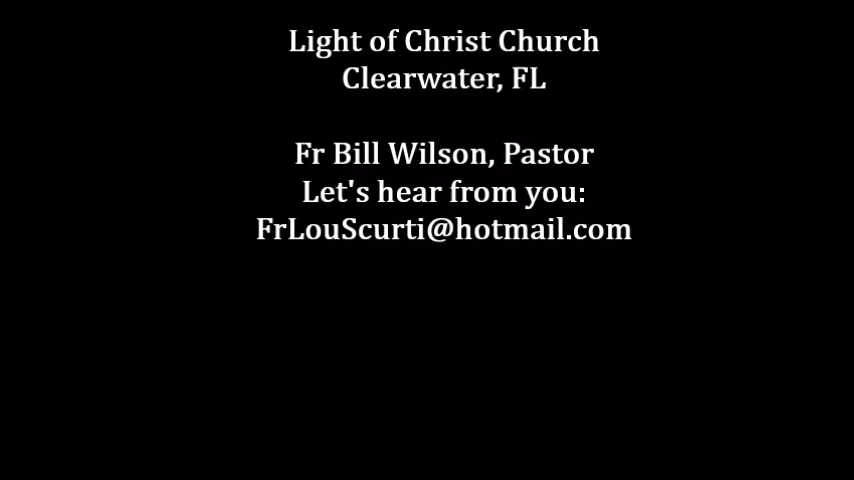 Light of Christ Church
Clearwater, FL
Fr Bill Wilson, Pastor
Let's hear from you:
FrLouScurti@hotmail.com